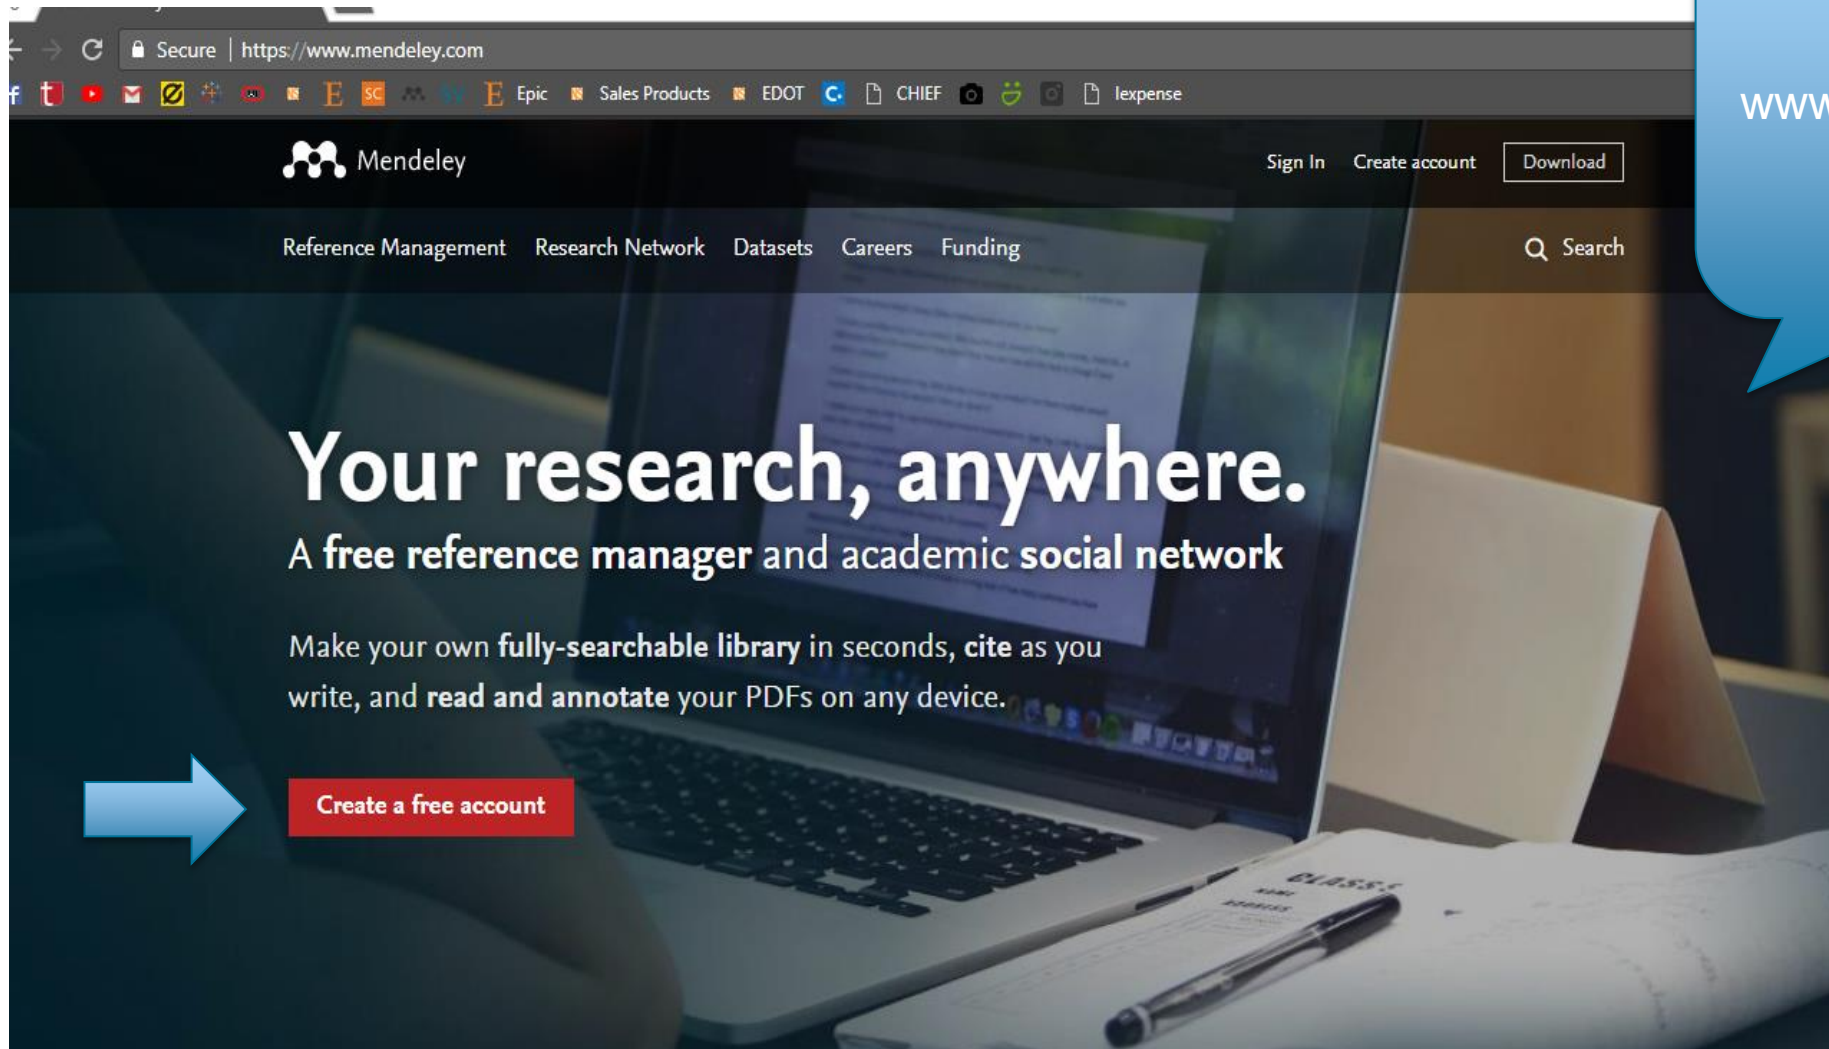 Secure | https://www.mendeley.com
Epic Sales Products EDOT CHIEF lexpense
www
Mendeley
Sign In Create account Download
Reference Management Research Network Datasets Careers Funding
Search
Your research, anywhere.
A free reference manager and academic social network
Make your own fully-searchable library in seconds, cite as you
write, and read and annotate your PDFs on any device.
Create a free account
CLASS
NAME
ADDRESS